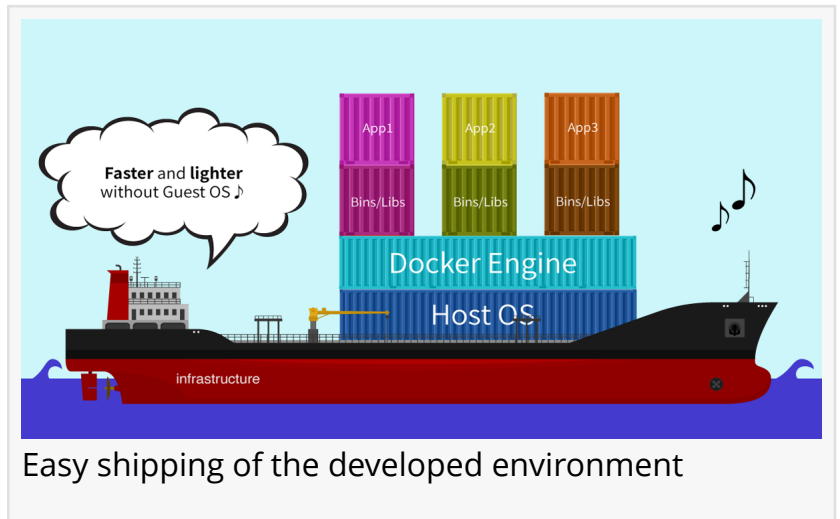 App1
App2
App3
Faster and lighter
without Guest OS♪
Bins/Libs
Bins/Libs
Bins/Libs
Docker Engine
Host OS
infrastructure
Easy shipping of the developed environment